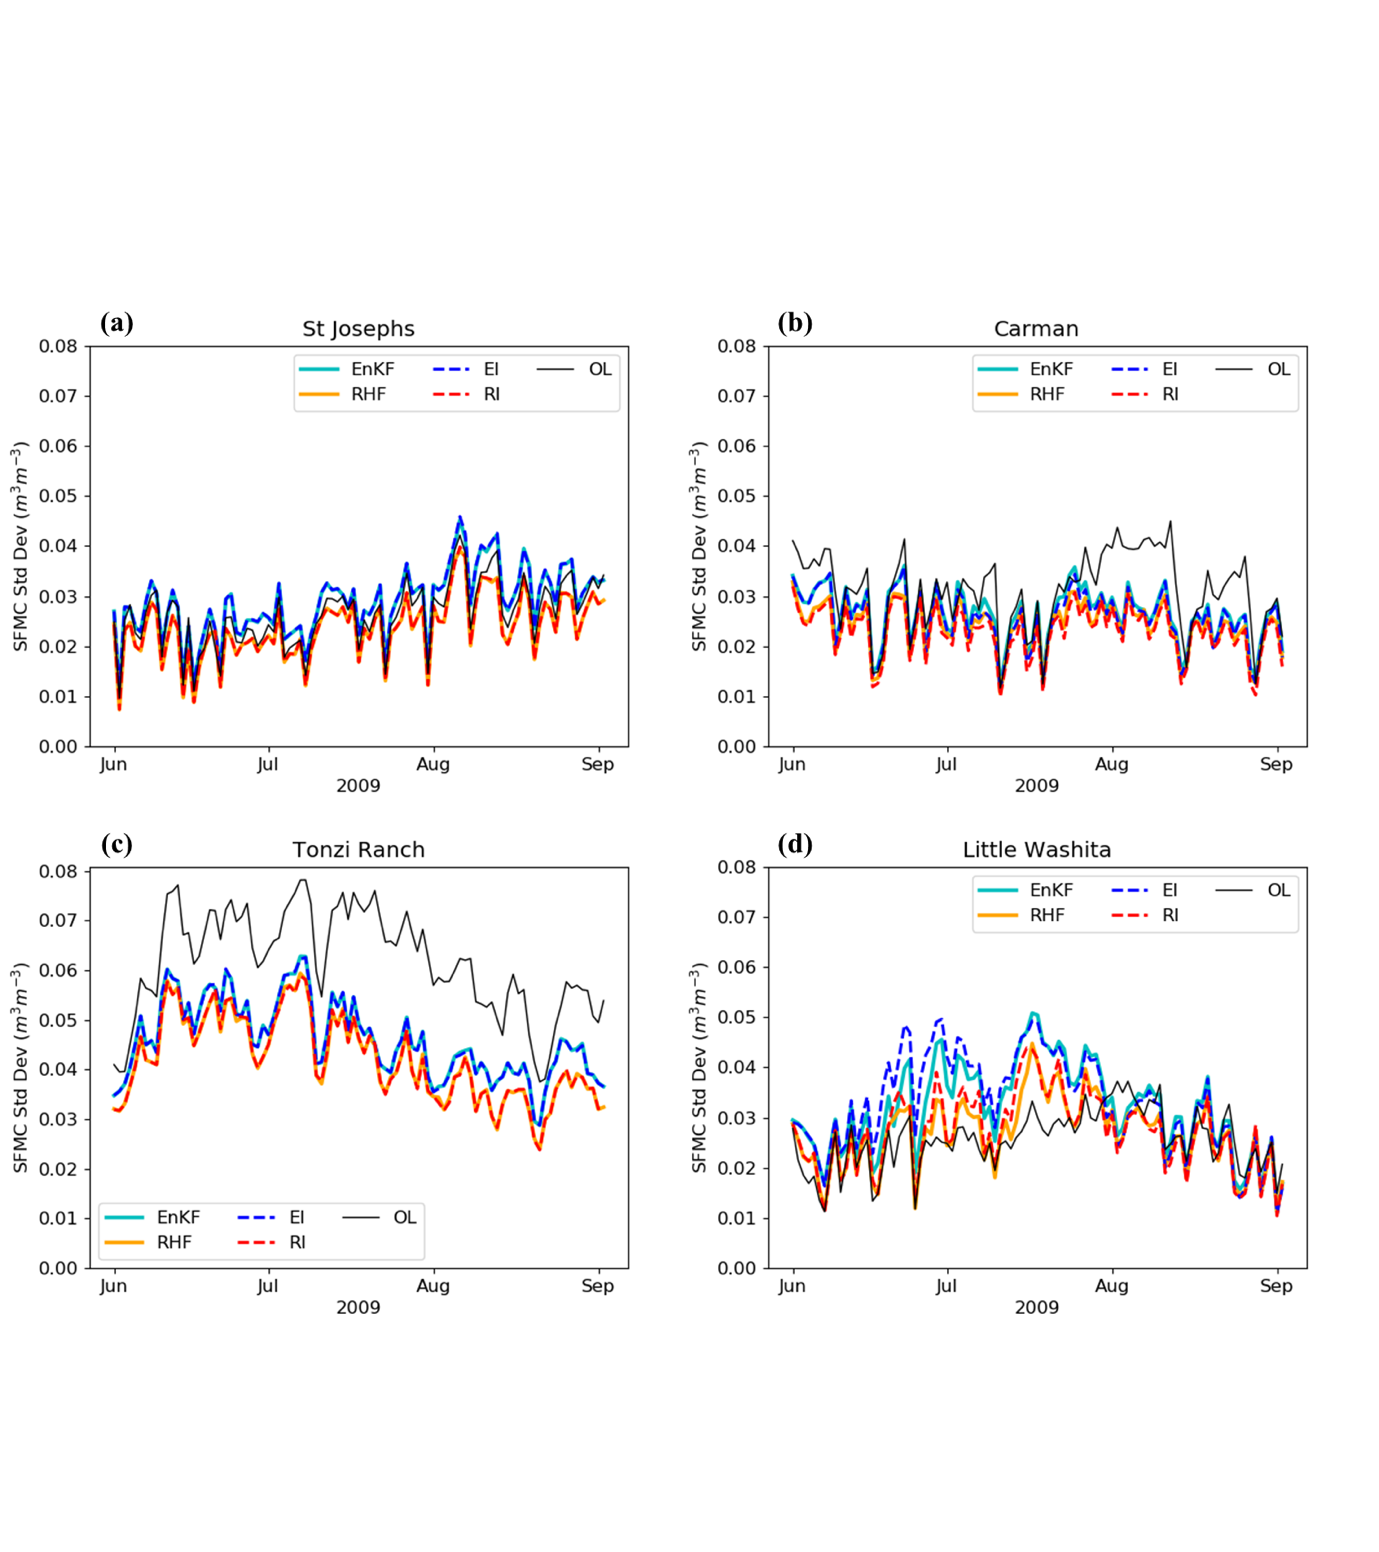 (a)
St Josephs
0.08
0.07
0.06
0.05
0.04
0.03
0.02
0.01
0.00
SFMC Std Dev (m³m⁻³)
EnKF EI OL
RHF RI
Jun Jul Aug Sep
2009
(b)
Carman
0.08
0.07
0.06
0.05
0.04
0.03
0.02
0.01
0.00
SFMC Std Dev (m³m⁻³)
EnKF EI OL
RHF RI
Jun Jul Aug Sep
2009
(c)
Tonzi Ranch
0.08
0.07
0.06
0.05
0.04
0.03
0.02
0.01
0.00
SFMC Std Dev (m³m⁻³)
EnKF EI OL
RHF RI
Jun Jul Aug Sep
2009
(d)
Little Washita
0.08
0.07
0.06
0.05
0.04
0.03
0.02
0.01
0.00
SFMC Std Dev (m³m⁻³)
EnKF EI OL
RHF RI
Jun Jul Aug Sep
2009